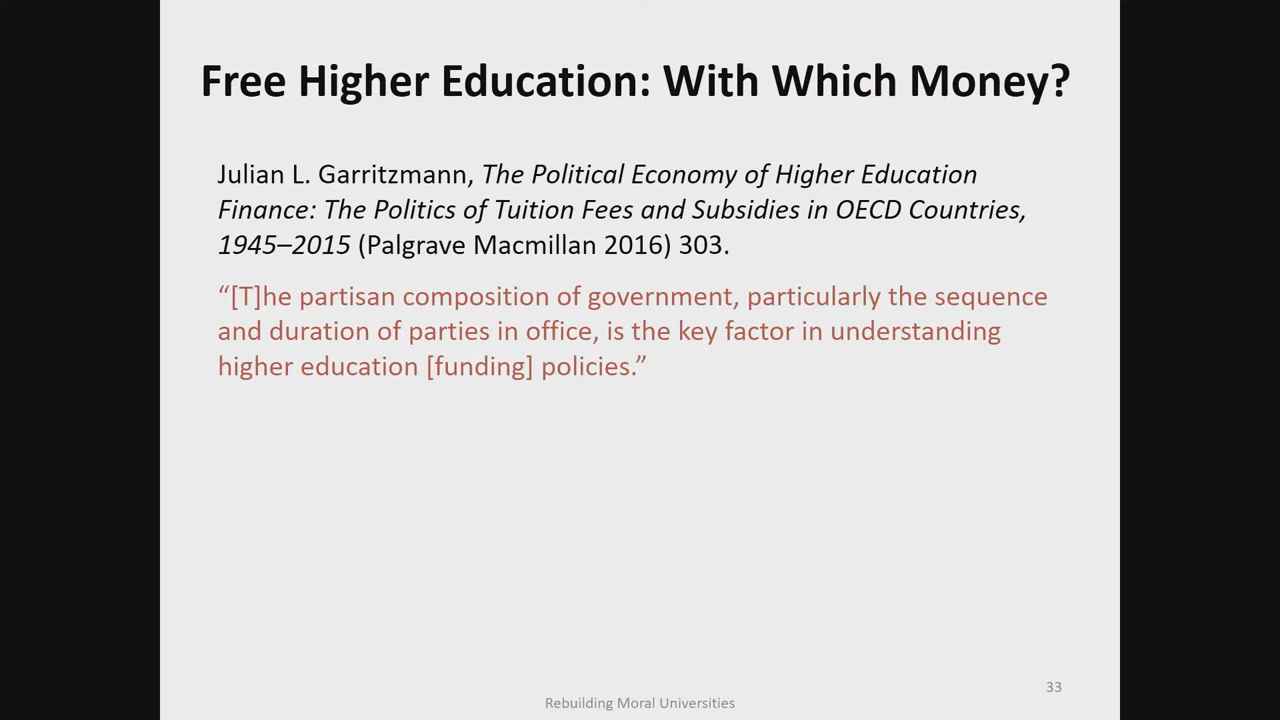 Free Higher Education: With Which Money?
Julian L. Garritzmann, The Political Economy of Higher Education
Finance: The Politics of Tuition Fees and Subsidies in OECD Countries,
1945–2015 (Palgrave Macmillan 2016) 303.
“[T]he partisan composition of government, particularly the sequence
and duration of parties in office, is the key factor in understanding
higher education [funding] policies.”
33
Rebuilding Moral Universities